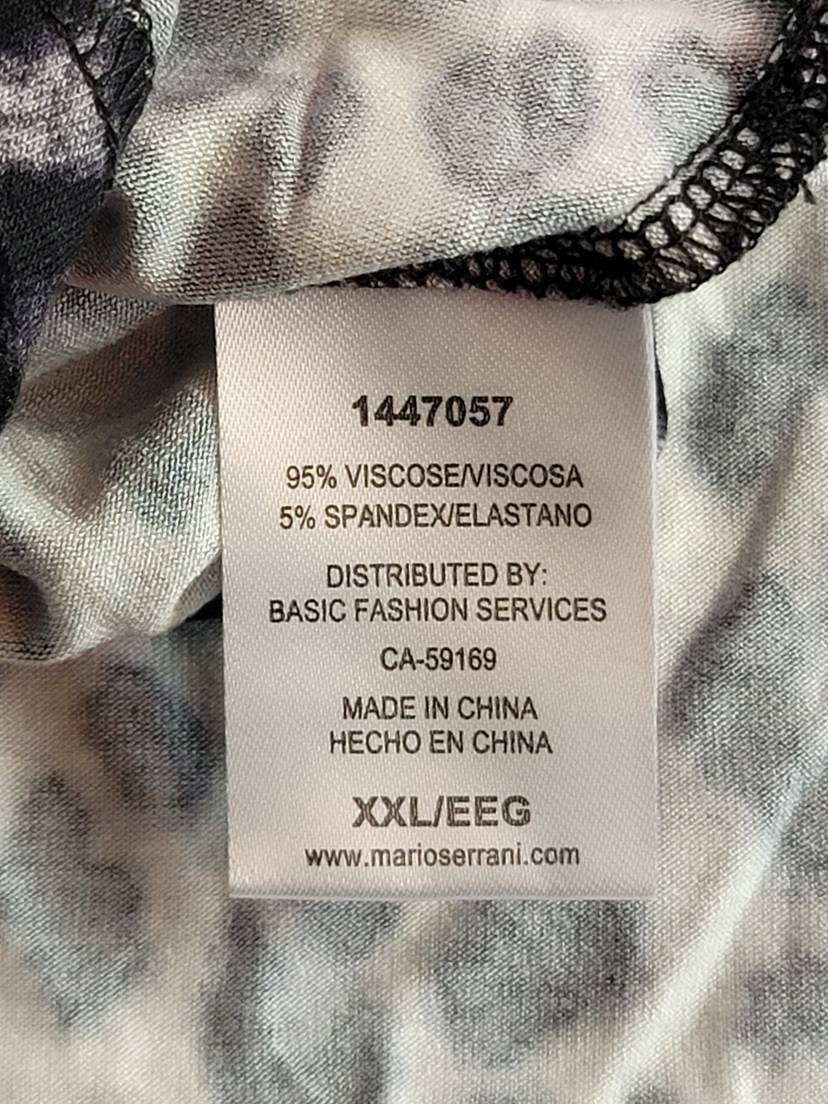 1447057
95% VISCOSE/VISCOSA
5% SPANDEX/ELASTANO
DISTRIBUTED BY:
BASIC FASHION SERVICES
CA-59169
MADE IN CHINA
HECHO EN CHINA
XXL/EEG
www.marioserrani.com